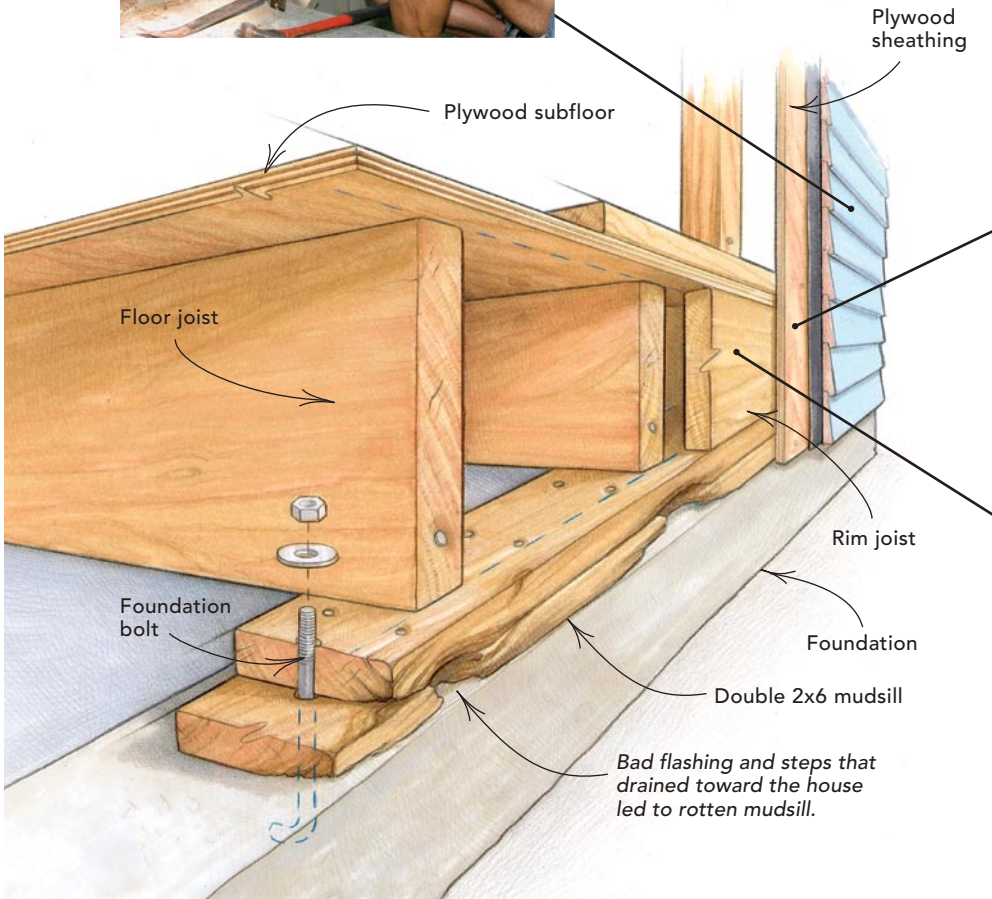 Plywood
sheathing
Plywood subfloor
Floor joist
Rim joist
Foundation
bolt
Foundation
Double 2x6 mudsill
Bad flashing and steps that
drained toward the house
led to rotten mudsill.